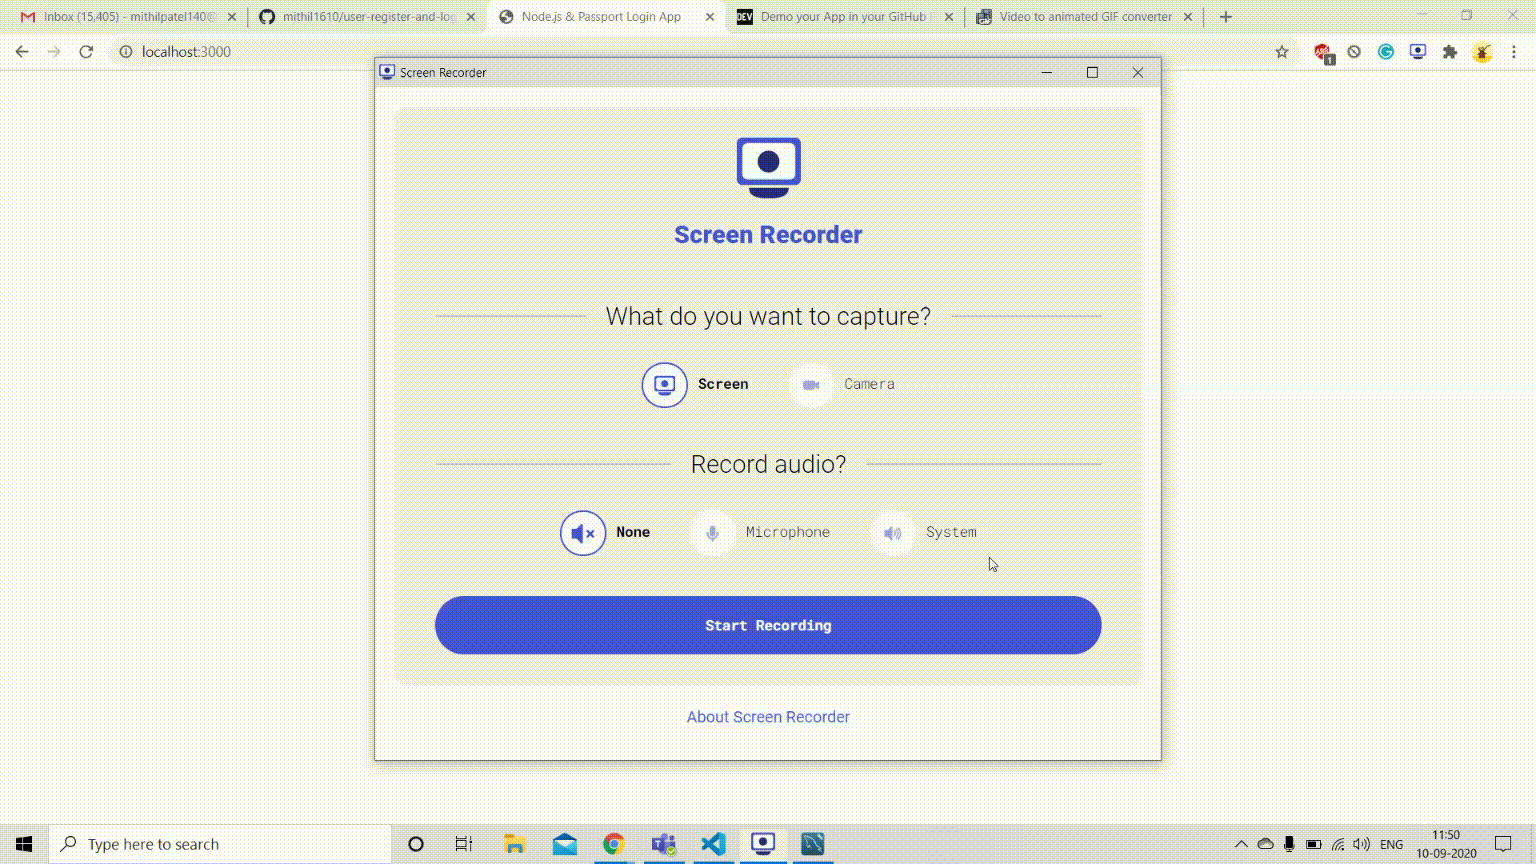 Inbox (15,405) - mithilpatel140@
mithil1610/user-register-and-log
Node.js & Passport Login App
DEV
Demo your App in your GitHub
Video to animated GIF converter
localhost:3000
1
Screen Recorder
Screen Recorder
What do you want to capture?
Screen
Camera
Record audio?
None
Microphone
System
Start Recording
About Screen Recorder
Type here to search
ENG
11:50
10-09-2020